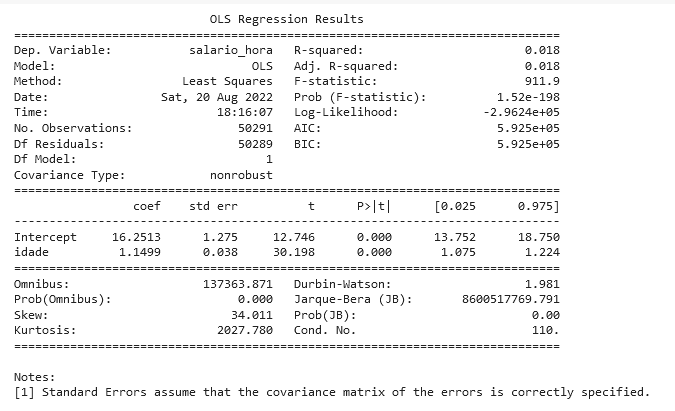 OLS Regression Results
==============================================================================
Dep. Variable: salario_hora R-squared: 0.018
Model: OLS Adj. R-squared: 0.018
Method: Least Squares F-statistic: 911.9
Date: Sat, 20 Aug 2022 Prob (F-statistic): 1.52e-198
Time: 18:16:07 Log-Likelihood: -2.9624e+05
No. Observations: 50291 AIC: 5.925e+05
Df Residuals: 50289 BIC: 5.925e+05
Df Model: 1
Covariance Type: nonrobust
==============================================================================
coef std err t P>|t| [0.025 0.975]
------------------------------------------------------------------------------
Intercept 16.2513 1.275 12.746 0.000 13.752 18.750
idade 1.1499 0.038 30.198 0.000 1.075 1.224
==============================================================================
Omnibus: 137363.871 Durbin-Watson: 1.981
Prob(Omnibus): 0.000 Jarque-Bera (JB): 8600517769.791
Skew: 34.011 Prob(JB): 0.00
Kurtosis: 2027.780 Cond. No. 110.
==============================================================================
Notes:
[1] Standard Errors assume that the covariance matrix of the errors is correctly specified.